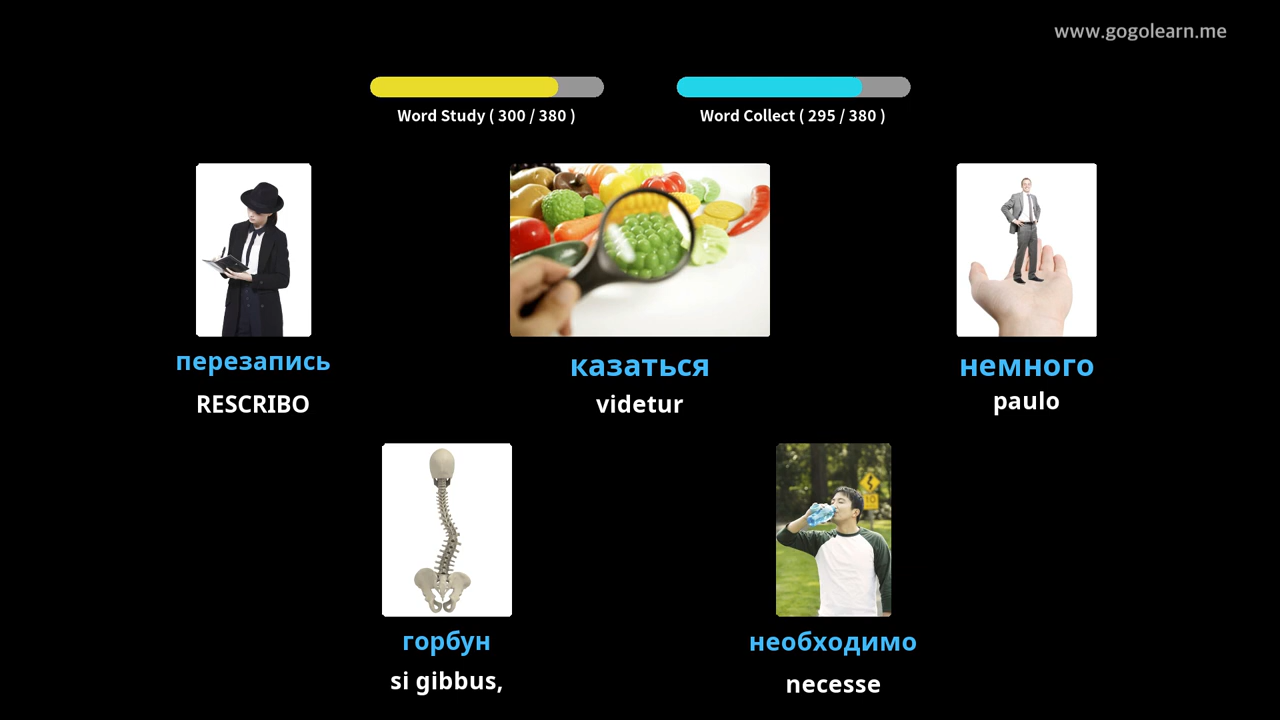 www.gogolearn.me
Word Study ( 300 / 380 )
Word Collect ( 295 / 380 )
перезапись
RESCRIBO
казаться
videtur
немного
paulo
10
горбун
si gibbus,
необходимо
necesse